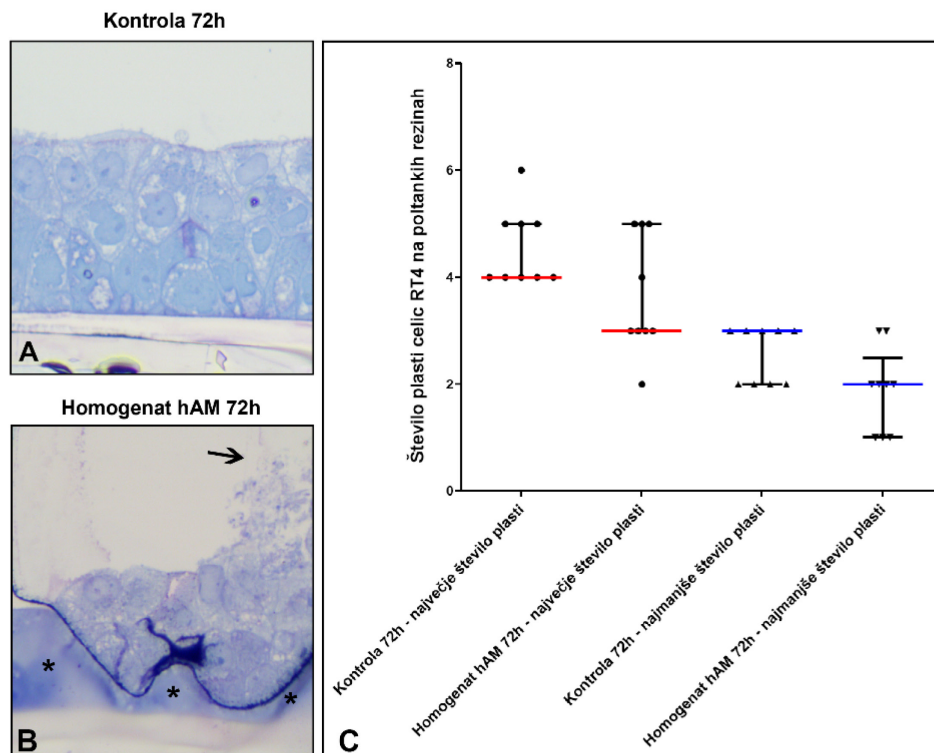 Kontrola 72h
A
Homogenat hAM 72h
*
*
*
B
Število plasti celic RT4 na poltankih rezinah
8
6
4
2
0
Kontrola 72h - največje število plasti
Homogenat hAM 72h - največje število plasti
Kontrola 72h - najmanjše število plasti
Homogenat hAM 72h - najmanjše število plasti
C